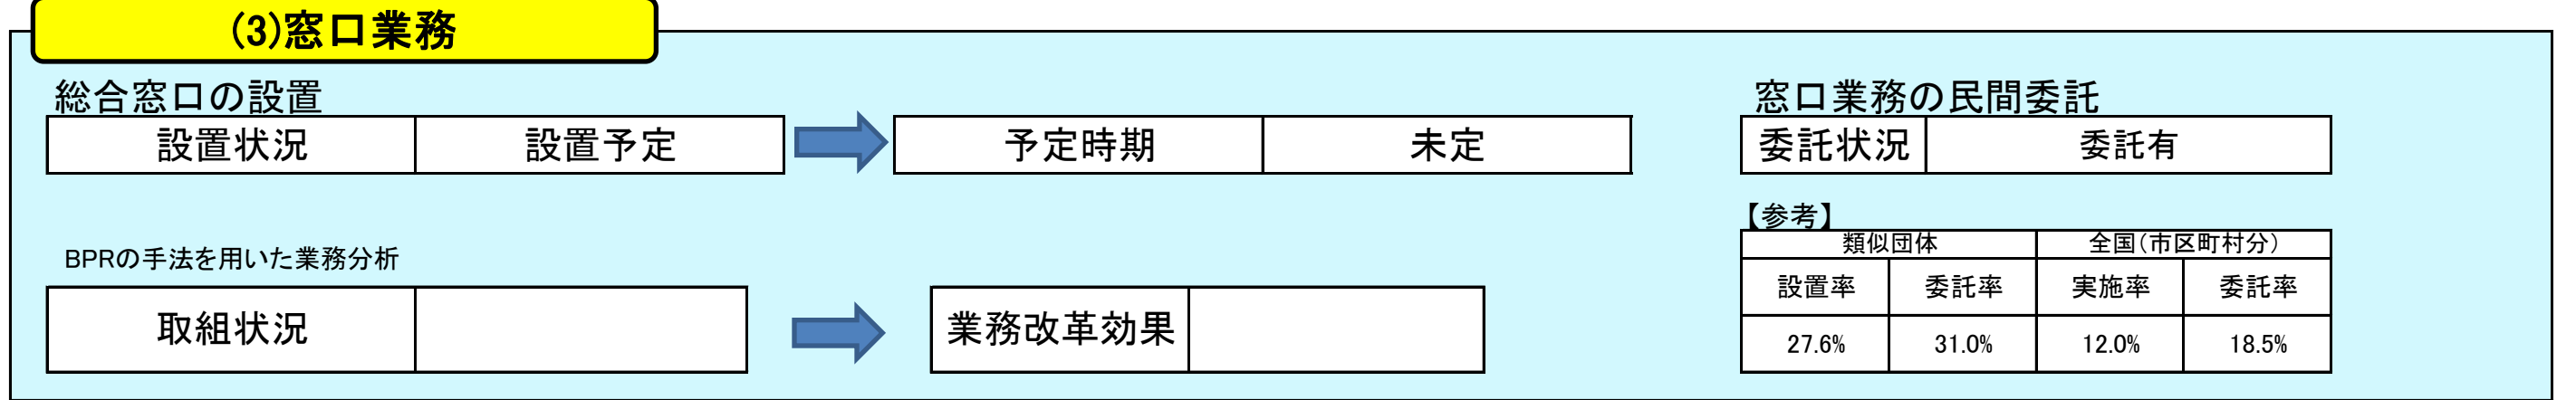 (3)窓口業務
総合窓口の設置
設置状況 設置予定 予定時期 未定
窓口業務の民間委託
委託状況 委託有
BPRの手法を用いた業務分析
取組状況 業務改革効果
【参考】
類似団体 全国(市区町村分)
設置率 委託率 実施率 委託率
27.6% 31.0% 12.0% 18.5%